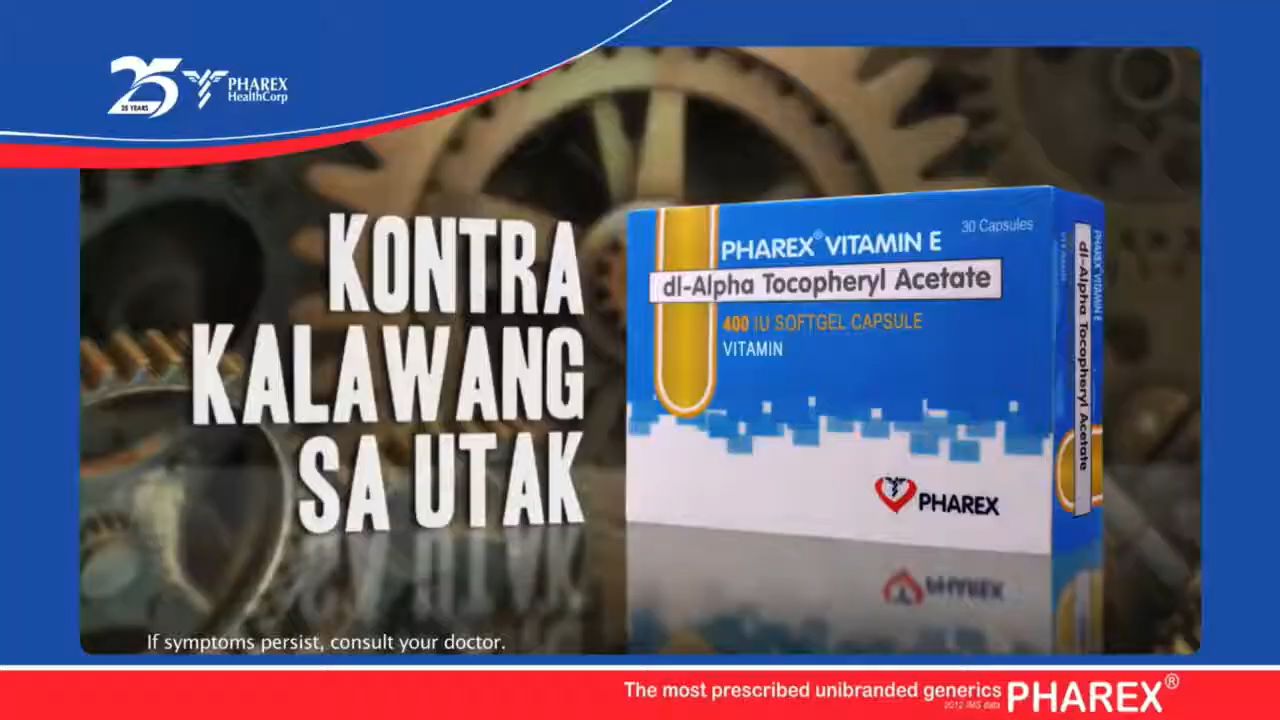 25
25 YEARS
PHAREX
HealthCorp
KONTRA
KALAWANG
SA UTAK
30 Capsules
PHAREX® VITAMIN E
dl-Alpha Tocopheryl Acetate
400 IU SOFTGEL CAPSULE
VITAMIN
PHAREX
PHAREX® VITAMIN E
dl-Alpha Tocopheryl Acetate
If symptoms persist, consult your doctor.
The most prescribed unibranded generics
2012 IMS data
PHAREX®